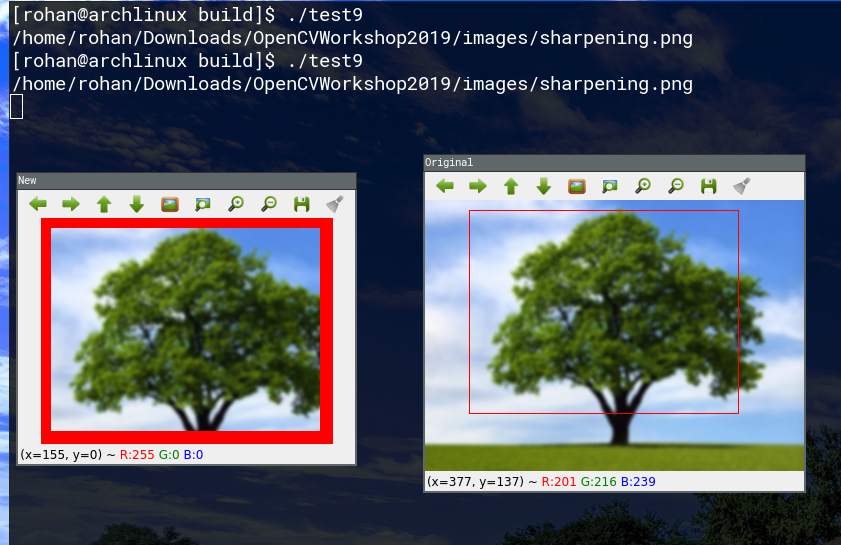 [rohan@archlinux build]$ ./test9
/home/rohan/Downloads/OpenCVWorkshop2019/images/sharpening.png
[rohan@archlinux build]$ ./test9
/home/rohan/Downloads/OpenCVWorkshop2019/images/sharpening.png
Original
New
(x=155, y=0) ~ R:255 G:0 B:0
(x=377, y=137) ~ R:201 G:216 B:239